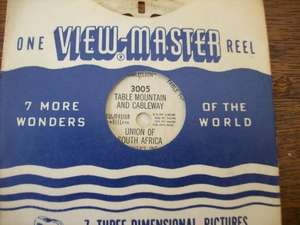 ONE VIEW-MASTER REEL
3005
TABLE MOUNTAIN
AND CABLEWAY
7 MORE
WONDERS
OF THE
WORLD
UNION OF
SOUTH AFRICA
7 THREE DIMENSIONAL PICTURES